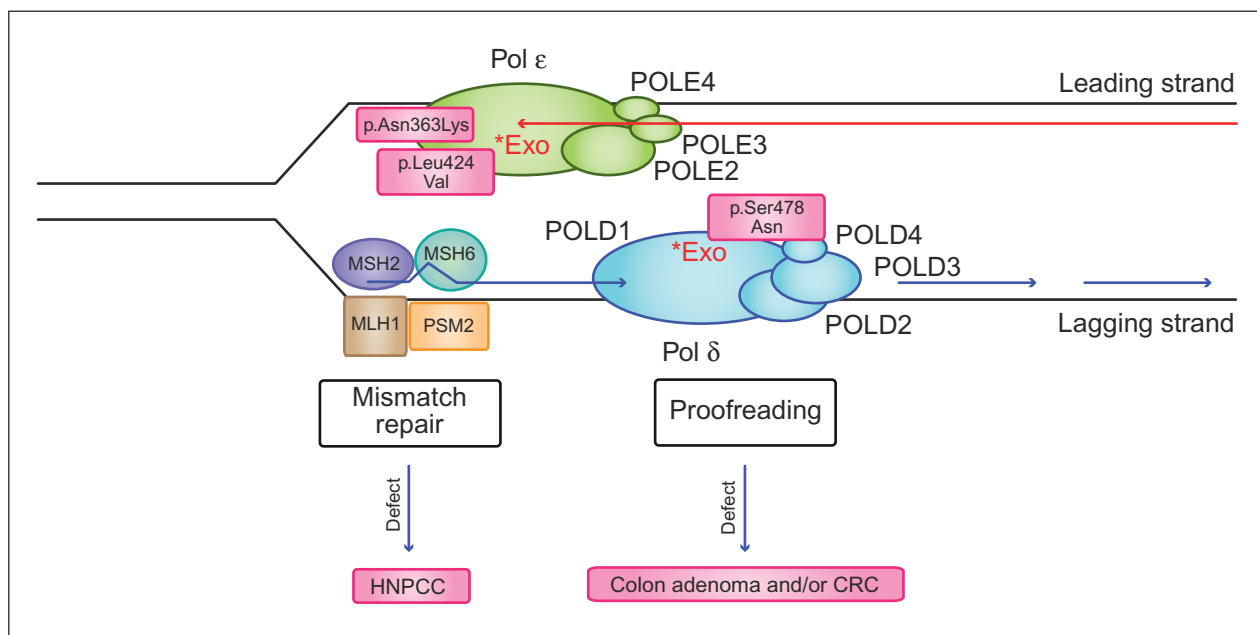 Pol ε
POLE4
Leading strand
p.Asn363Lys
*Exo
POLE3
p.Leu424
Val
POLE2
p.Ser478
Asn
POLD1
POLD4
MSH2
MSH6
*Exo
POLD3
MLH1
PSM2
POLD2
Lagging strand
Pol δ
Mismatch
repair
Proofreading
Defect
Defect
HNPCC
Colon adenoma and/or CRC